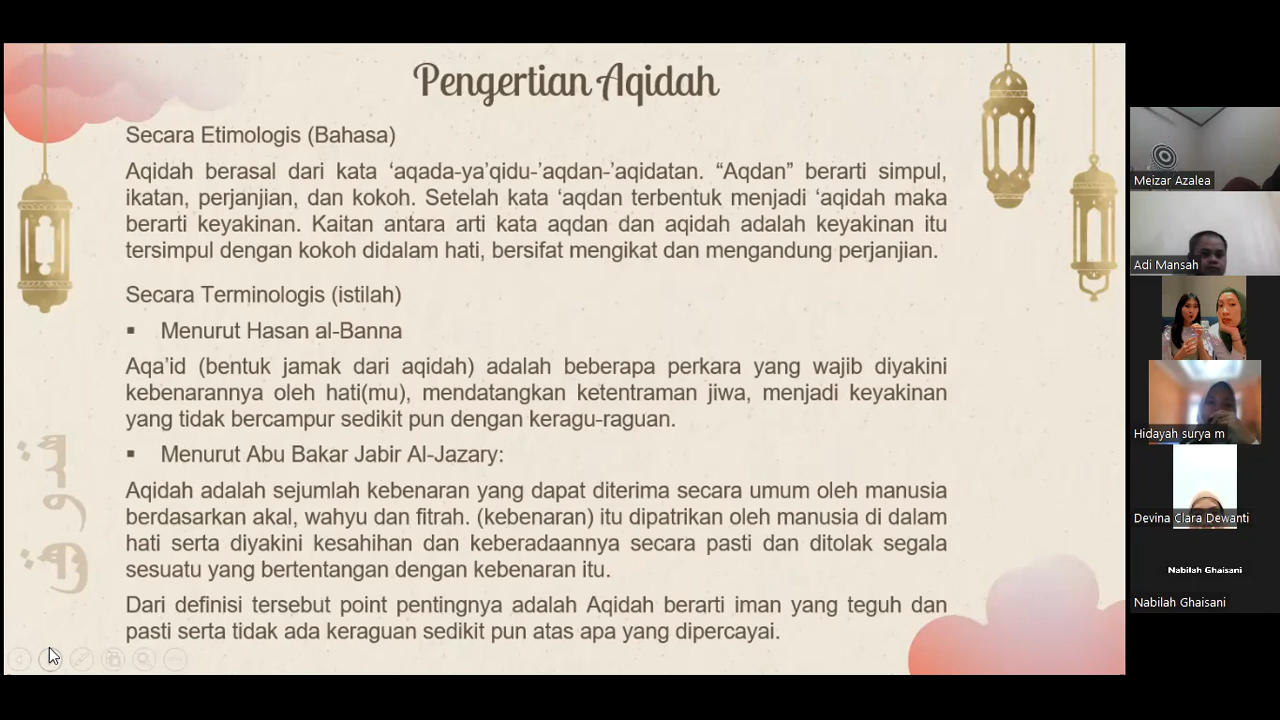 Pengertian Aqidah
Secara Etimologis (Bahasa)
Aqidah berasal dari kata ‘aqada-ya’qidu-’aqdan-’aqidatan. “Aqdan” berarti simpul,
ikatan, perjanjian, dan kokoh. Setelah kata ‘aqdan terbentuk menjadi ‘aqidah maka
berarti keyakinan. Kaitan antara arti kata aqdan dan aqidah adalah keyakinan itu
tersimpul dengan kokoh didalam hati, bersifat mengikat dan mengandung perjanjian.
Secara Terminologis (istilah)
▪ Menurut Hasan al-Banna
Aqa’id (bentuk jamak dari aqidah) adalah beberapa perkara yang wajib diyakini
kebenarannya oleh hati(mu), mendatangkan ketentraman jiwa, menjadi keyakinan
yang tidak bercampur sedikit pun dengan keragu-raguan.
▪ Menurut Abu Bakar Jabir Al-Jazary:
Aqidah adalah sejumlah kebenaran yang dapat diterima secara umum oleh manusia
berdasarkan akal, wahyu dan fitrah. (kebenaran) itu dipatrikan oleh manusia di dalam
hati serta diyakini kesahihan dan keberadaannya secara pasti dan ditolak segala
sesuatu yang bertentangan dengan kebenaran itu.
Dari definisi tersebut point pentingnya adalah Aqidah berarti iman yang teguh dan
pasti serta tidak ada keraguan sedikit pun atas apa yang dipercayai.
Meizar Azalea
Adi Mansah
Hidayah surya m
Devina Clara Dewanti
Nabilah Ghaisani
Nabilah Ghaisani